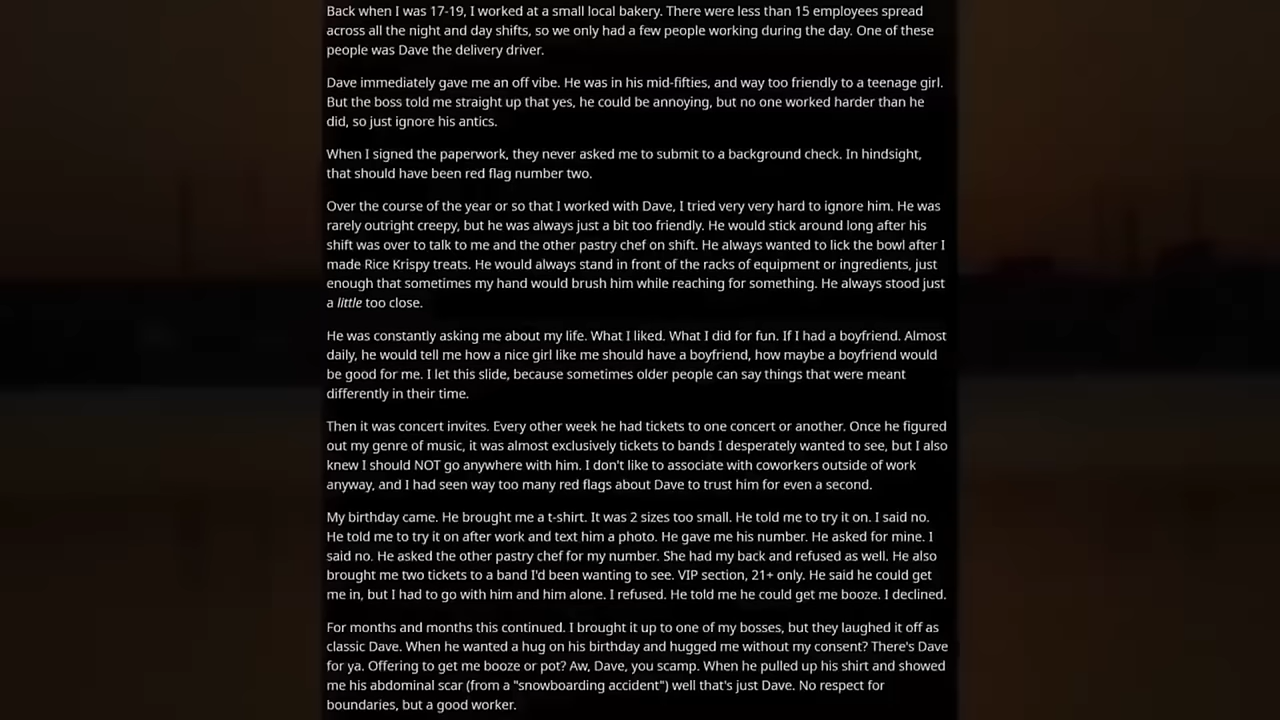 Back when I was 17-19, I worked at a small local bakery. There were less than 15 employees spread
across all the night and day shifts, so we only had a few people working during the day. One of these
people was Dave the delivery driver.
Dave immediately gave me an off vibe. He was in his mid-fifties, and way too friendly to a teenage girl.
But the boss told me straight up that yes, he could be annoying, but no one worked harder than he
did, so just ignore his antics.
When I signed the paperwork, they never asked me to submit to a background check. In hindsight,
that should have been red flag number two.
Over the course of the year or so that I worked with Dave, I tried very very hard to ignore him. He was
rarely outright creepy, but he was always just a bit too friendly. He would stick around long after his
shift was over to talk to me and the other pastry chef on shift. He always wanted to lick the bowl after I
made Rice Krispy treats. He would always stand in front of the racks of equipment or ingredients, just
enough that sometimes my hand would brush him while reaching for something. He always stood just
a little too close.
He was constantly asking me about my life. What I liked. What I did for fun. If I had a boyfriend. Almost
daily, he would tell me how a nice girl like me should have a boyfriend, how maybe a boyfriend would
be good for me. I let this slide, because sometimes older people can say things that were meant
differently in their time.
Then it was concert invites. Every other week he had tickets to one concert or another. Once he figured
out my genre of music, it was almost exclusively tickets to bands I desperately wanted to see, but I also
knew I should NOT go anywhere with him. I don't like to associate with coworkers outside of work
anyway, and I had seen way too many red flags about Dave to trust him for even a second.
My birthday came. He brought me a t-shirt. It was 2 sizes too small. He told me to try it on. I said no.
He told me to try it on after work and text him a photo. He gave me his number. He asked for mine. I
said no. He asked the other pastry chef for my number. She had my back and refused as well. He also
brought me two tickets to a band I'd been wanting to see. VIP section, 21+ only. He said he could get
me in, but I had to go with him and him alone. I refused. He told me he could get me booze. I declined.
For months and months this continued. I brought it up to one of my bosses, but they laughed it off as
classic Dave. When he wanted a hug on his birthday and hugged me without my consent? There's Dave
for ya. Offering to get me booze or pot? Aw, Dave, you scamp. When he pulled up his shirt and showed
me his abdominal scar (from a "snowboarding accident") well that's just Dave. No respect for
boundaries, but a good worker.